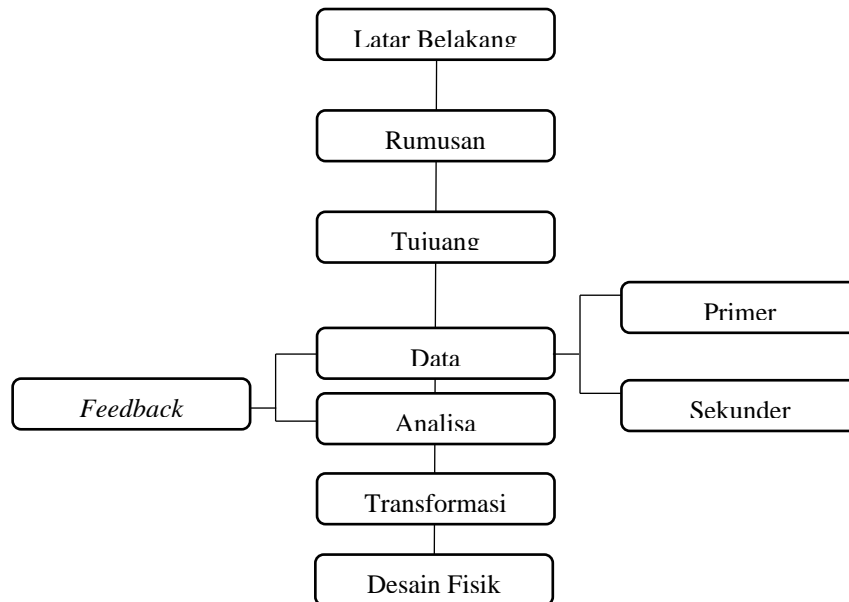 Latar Belakang
Rumusan
Tujuang
Primer
Data
Feedback
Sekunder
Analisa
Transformasi
Desain Fisik